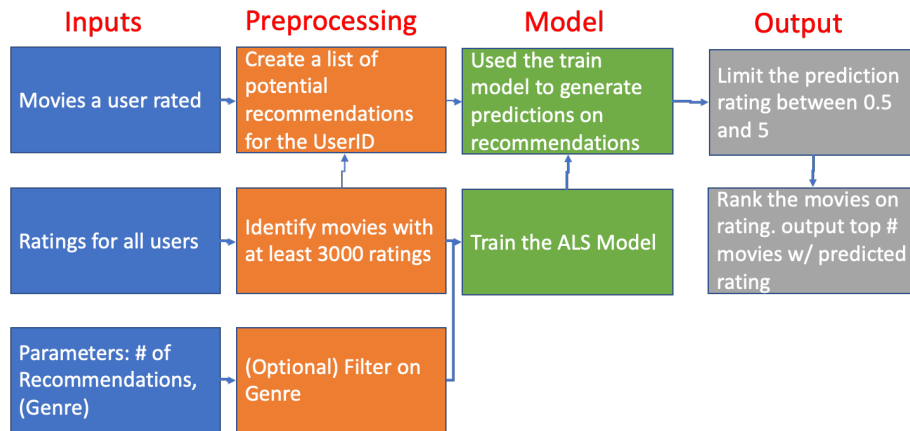 Inputs
Preprocessing
Model
Output
Movies a user rated
Create a list of
potential
recommendations
for the UserID
Used the train
model to generate
predictions on
recommendations
Limit the prediction
rating between 0.5
and 5
Ratings for all users
Identify movies with
at least 3000 ratings
Train the ALS Model
Rank the movies on
rating. output top #
movies w/ predicted
rating
Parameters: # of
Recommendations,
(Genre)
(Optional) Filter on
Genre